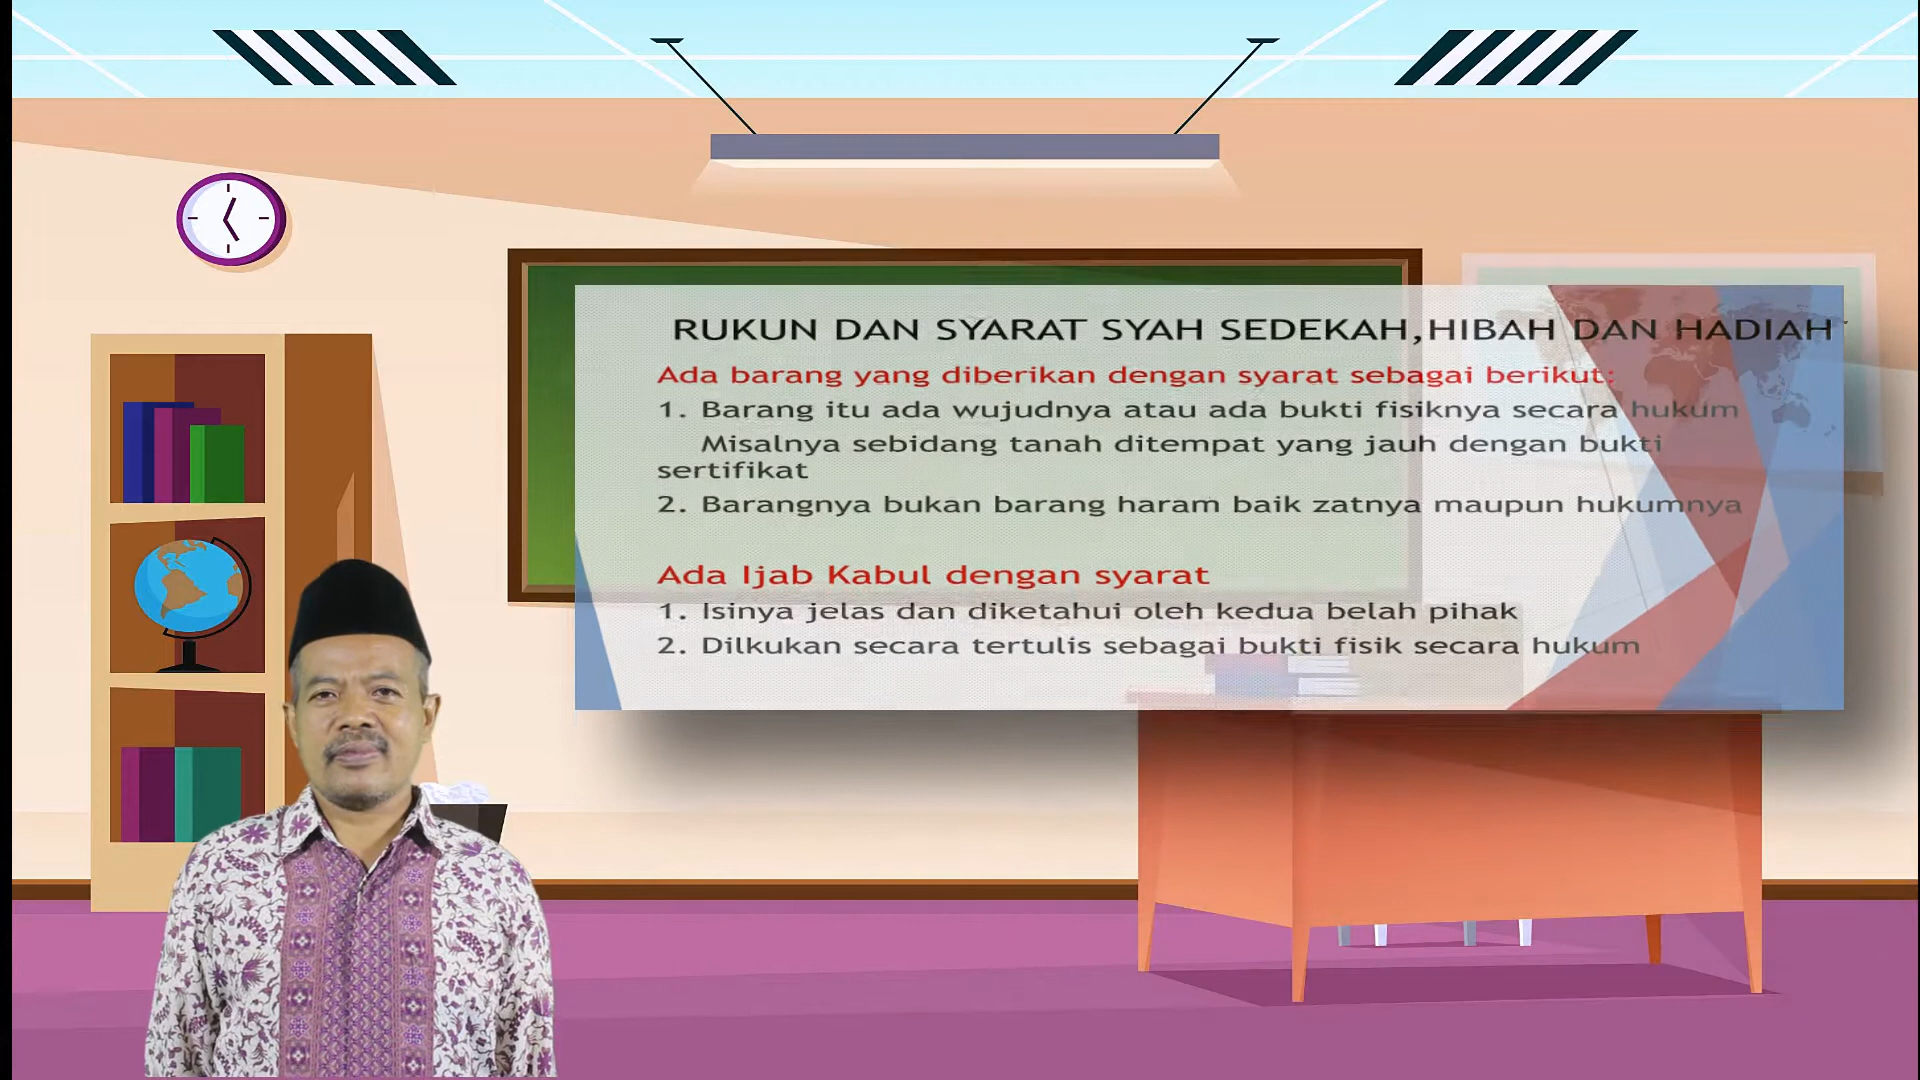 RUKUN DAN SYARAT SYAH SEDEKAH,HIBAH DAN HADIAH
Ada barang yang diberikan dengan syarat sebagai berikut:
1. Barang itu ada wujudnya atau ada bukti fisiknya secara hukum
Misalnya sebidang tanah ditempat yang jauh dengan bukti
sertifikat
2. Barangnya bukan barang haram baik zatnya maupun hukumnya
Ada Ijab Kabul dengan syarat
1. Isinya jelas dan diketahui oleh kedua belah pihak
2. Dilkukan secara tertulis sebagai bukti fisik secara hukum